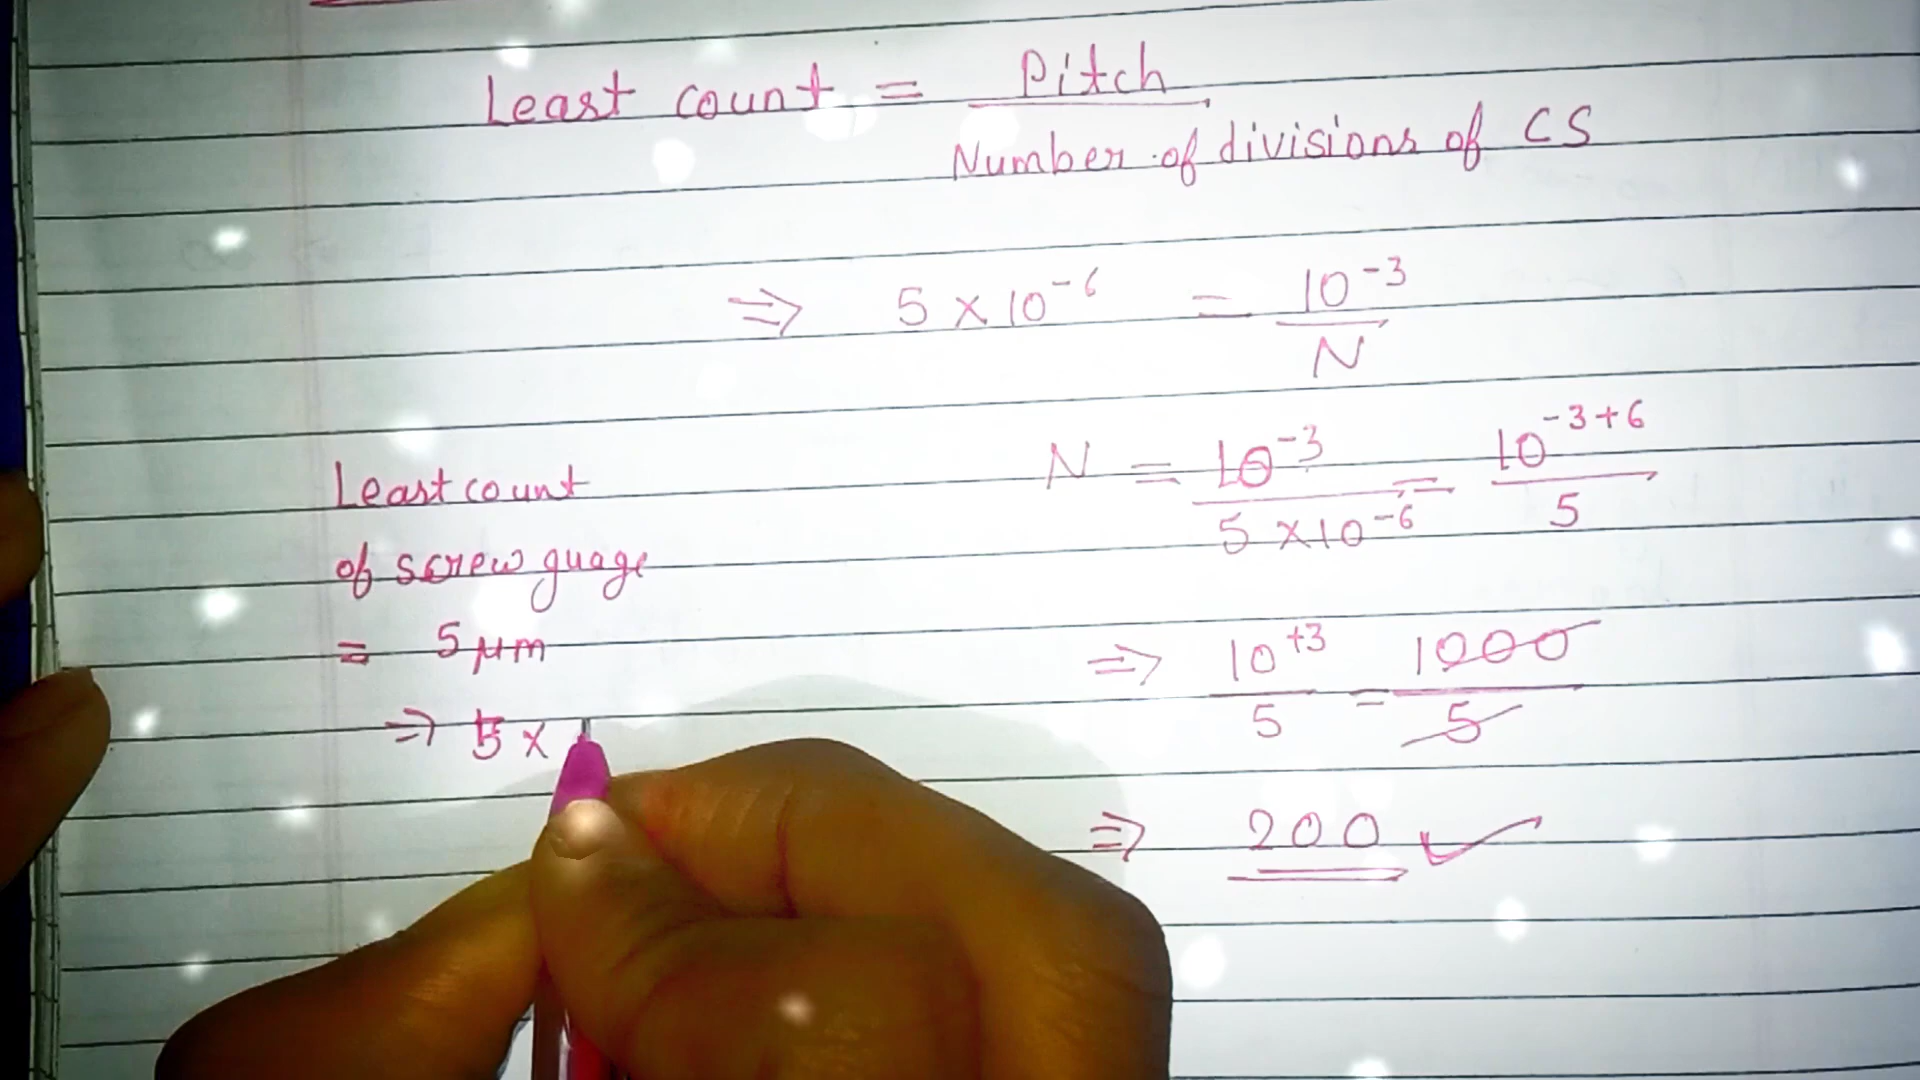 Least count = Pitch
Number of divisions of CS
⇒ 5 × 10⁻⁶ = 10⁻³
N
N = 10⁻³ = 10⁻³⁺⁶
5 × 10⁻⁶ 5
Least count
of screw guage
= 5 μm
⇒ 10⁺³ = 1000
5 5
⇒ 5 ×
⇒ 200 ✓